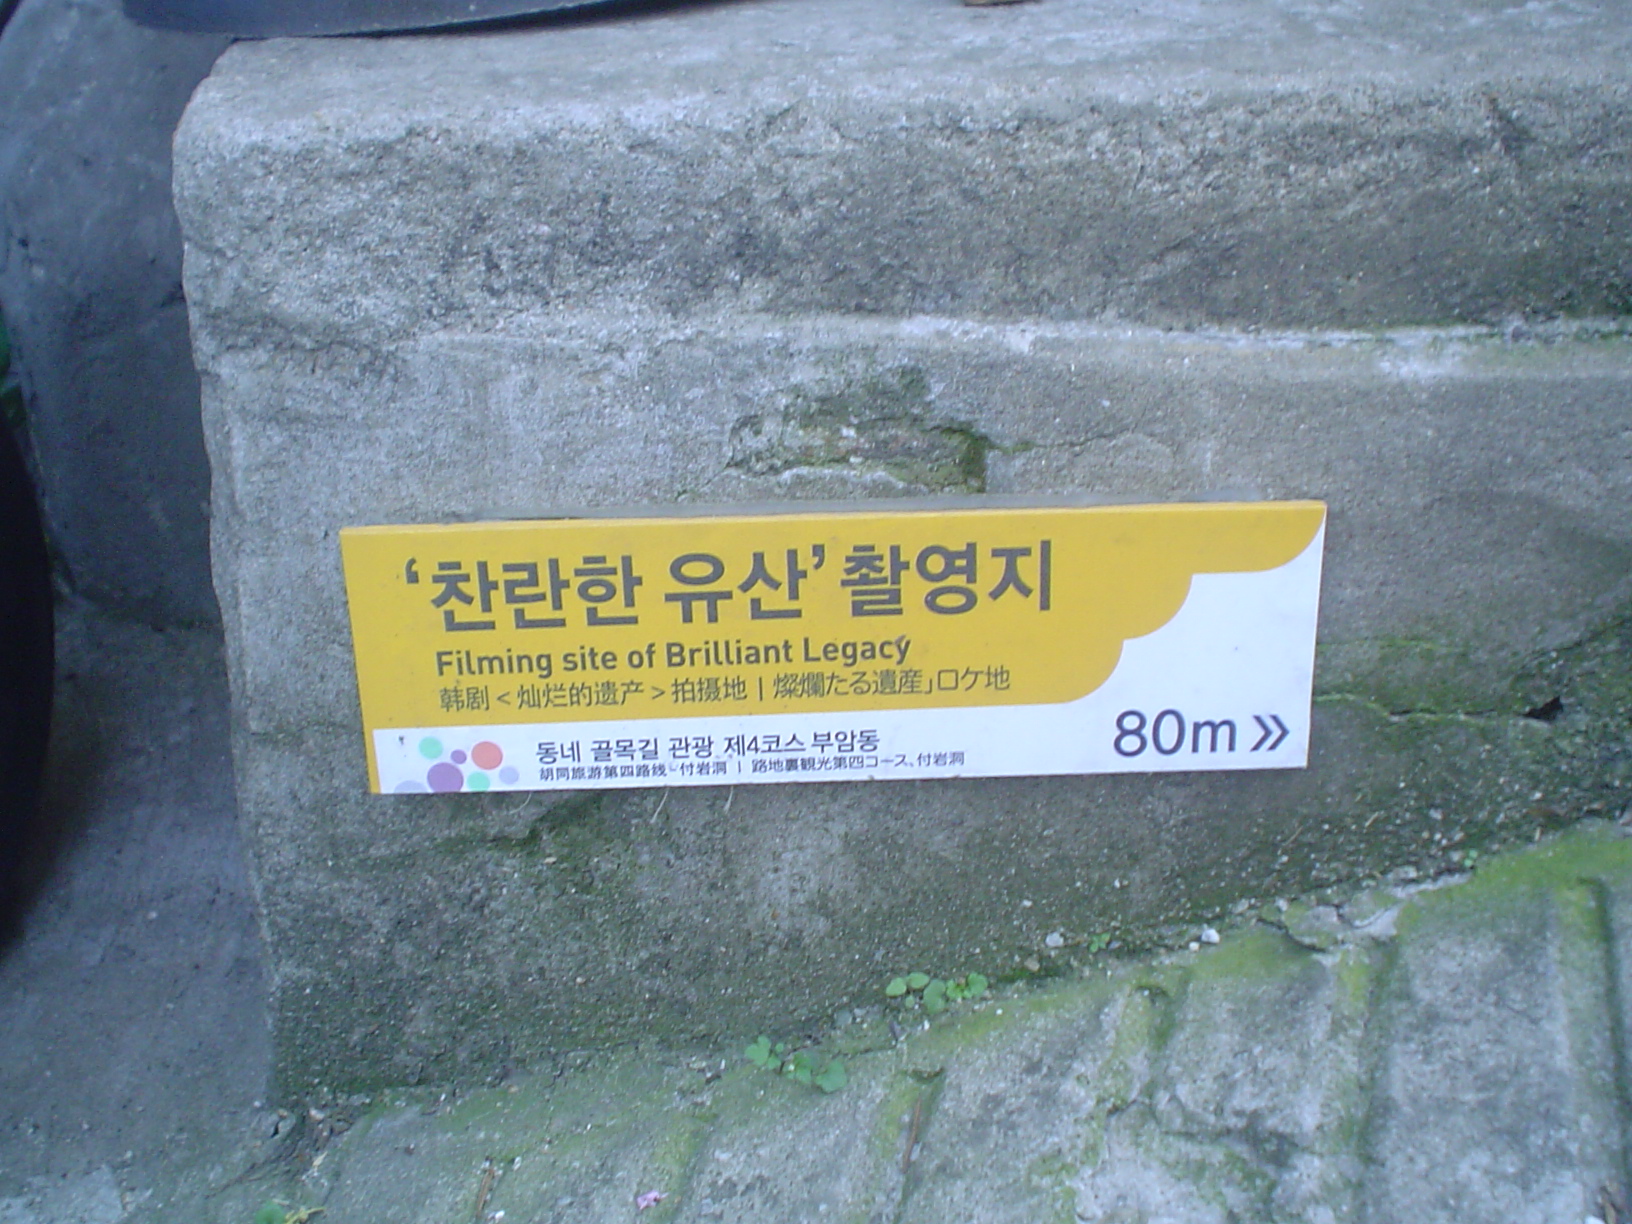 ‘찬란한 유산’ 촬영지
Filming site of Brilliant Legacy
韩剧 < 灿烂的遗产 > 拍摄地 | 燦爛たる遺産」ロケ地
동네 골목길 관광 제4코스 부암동
胡同旅游第四路线-付岩洞 | 路地裏観光第四コース、付岩洞
80m »